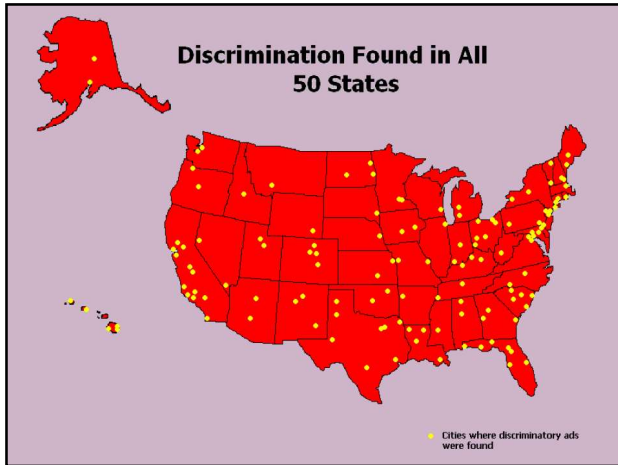 Discrimination Found in All
50 States
Cities where discriminatory ads
were found